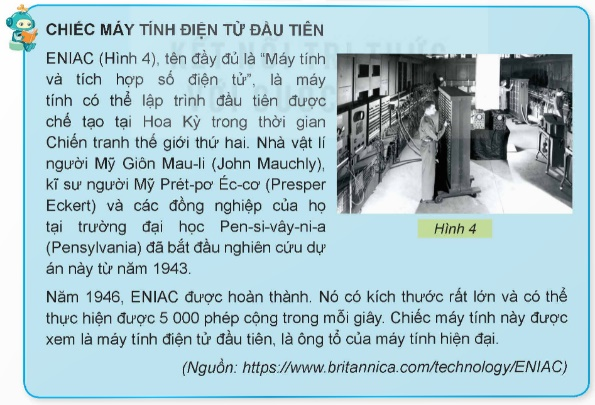 CHIẾC MÁY TÍNH ĐIỆN TỬ ĐẦU TIÊN
ENIAC (Hình 4), tên đầy đủ là “Máy tính
và tích hợp số điện tử”, là máy
tính có thể lập trình đầu tiên được
chế tạo tại Hoa Kỳ trong thời gian
Chiến tranh thế giới thứ hai. Nhà vật lí
người Mỹ Giôn Mau-li (John Mauchly),
kĩ sư người Mỹ Prét-pơ Éc-cơ (Presper
Eckert) và các đồng nghiệp của họ
tại trường đại học Pen-si-vây-ni-a
(Pensylvania) đã bắt đầu nghiên cứu dự
án này từ năm 1943.
Hình 4
Năm 1946, ENIAC được hoàn thành. Nó có kích thước rất lớn và có thể
thực hiện được 5 000 phép cộng trong mỗi giây. Chiếc máy tính này được
xem là máy tính điện tử đầu tiên, là ông tổ của máy tính hiện đại.
(Nguồn: https://www.britannica.com/technology/ENIAC)